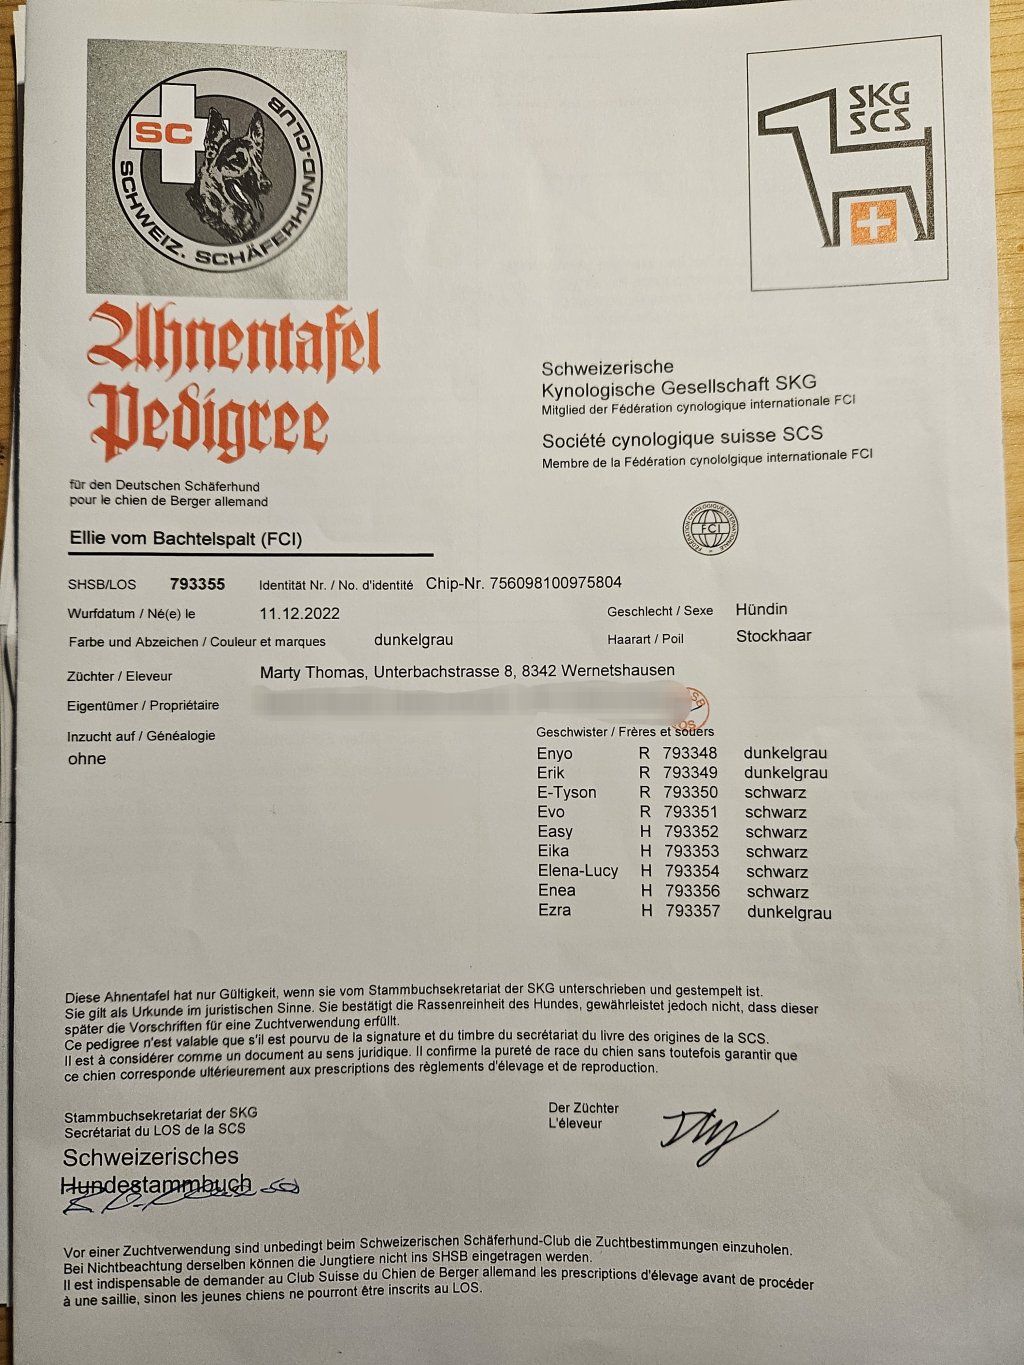 SC
SCHWEIZ. SCHÄFERHUND-CLUB
SKG
SCS
Ahnentafel
Pedigree
Schweizerische
Kynologische Gesellschaft SKG
Mitglied der Fédération cynologique internationale FCI
Société cynologique suisse SCS
Membre de la Fédération cynololgique internationale FCI
für den Deutschen Schäferhund
pour le chien de Berger allemand
FEDERATION CYNOLOGIQUE INTERNATIONALE
FCI
Ellie vom Bachtelspalt (FCI)
SHSB/LOS 793355 Identität Nr. / No. d'identité Chip-Nr. 756098100975804
Wurfdatum / Né(e) le 11.12.2022 Geschlecht / Sexe Hündin
Farbe und Abzeichen / Couleur et marques dunkelgrau Haarart / Poil Stockhaar
Züchter / Eleveur Marty Thomas, Unterbachstrasse 8, 8342 Wernetshausen
Eigentümer / Propriétaire
Inzucht auf / Généalogie
ohne
Geschwister / Frères et souers
Enyo R 793348 dunkelgrau
Erik R 793349 dunkelgrau
E-Tyson R 793350 schwarz
Evo R 793351 schwarz
Easy H 793352 schwarz
Eika H 793353 schwarz
Elena-Lucy H 793354 schwarz
Enea H 793356 schwarz
Ezra H 793357 dunkelgrau
Diese Ahnentafel hat nur Gültigkeit, wenn sie vom Stammbuchsekretariat der SKG unterschrieben und gestempelt ist.
Sie gilt als Urkunde im juristischen Sinne. Sie bestätigt die Rassenreinheit des Hundes, gewährleistet jedoch nicht, dass dieser
später die Vorschriften für eine Zuchtverwendung erfüllt.
Ce pedigree n'est valable que s'il est pourvu de la signature et du timbre du secrétariat du livre des origines de la SCS.
Il est à considérer comme un document au sens juridique. Il confirme la pureté de race du chien sans toutefois garantir que
ce chien corresponde ultérieurement aux prescriptions des règlements d'élevage et de reproduction.
Stammbuchsekretariat der SKG
Secrétariat du LOS de la SCS
Schweizerisches
Hundestammbuch
Der Züchter
L'éleveur
Vor einer Zuchtverwendung sind unbedingt beim Schweizerischen Schäferhund-Club die Zuchtbestimmungen einzuholen.
Bei Nichtbeachtung derselben können die Jungtiere nicht ins SHSB eingetragen werden.
Il est indispensable de demander au Club Suisse du Chien de Berger allemand les prescriptions d'élevage avant de procéder
à une saillie, sinon les jeunes chiens ne pourront être inscrits au LOS.